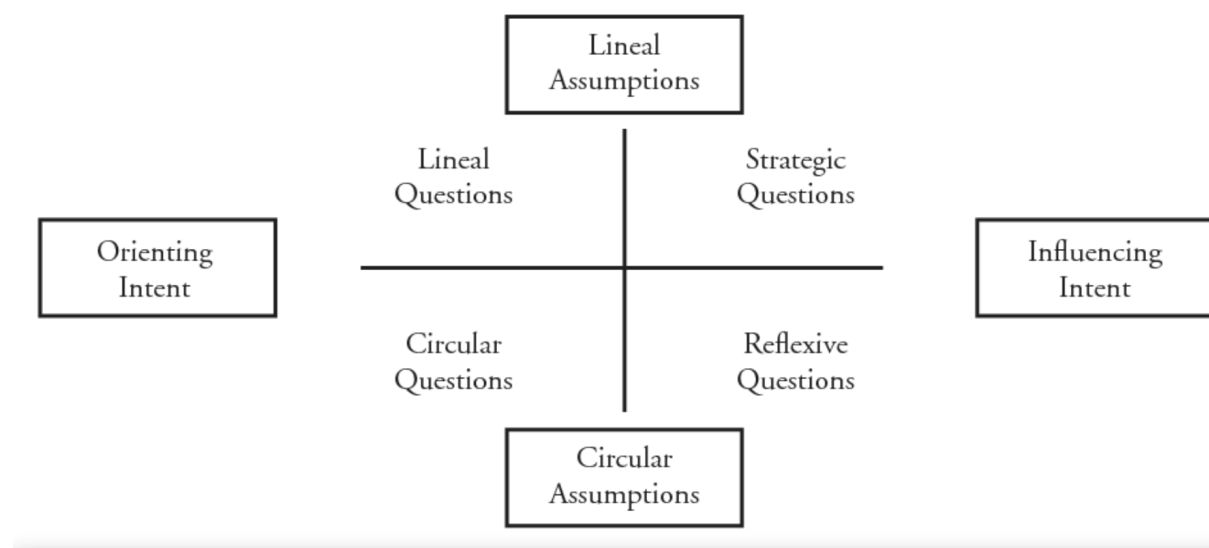 Lineal
Assumptions
Lineal
Questions
Strategic
Questions
Orienting
Intent
Influencing
Intent
Circular
Questions
Reflexive
Questions
Circular
Assumptions